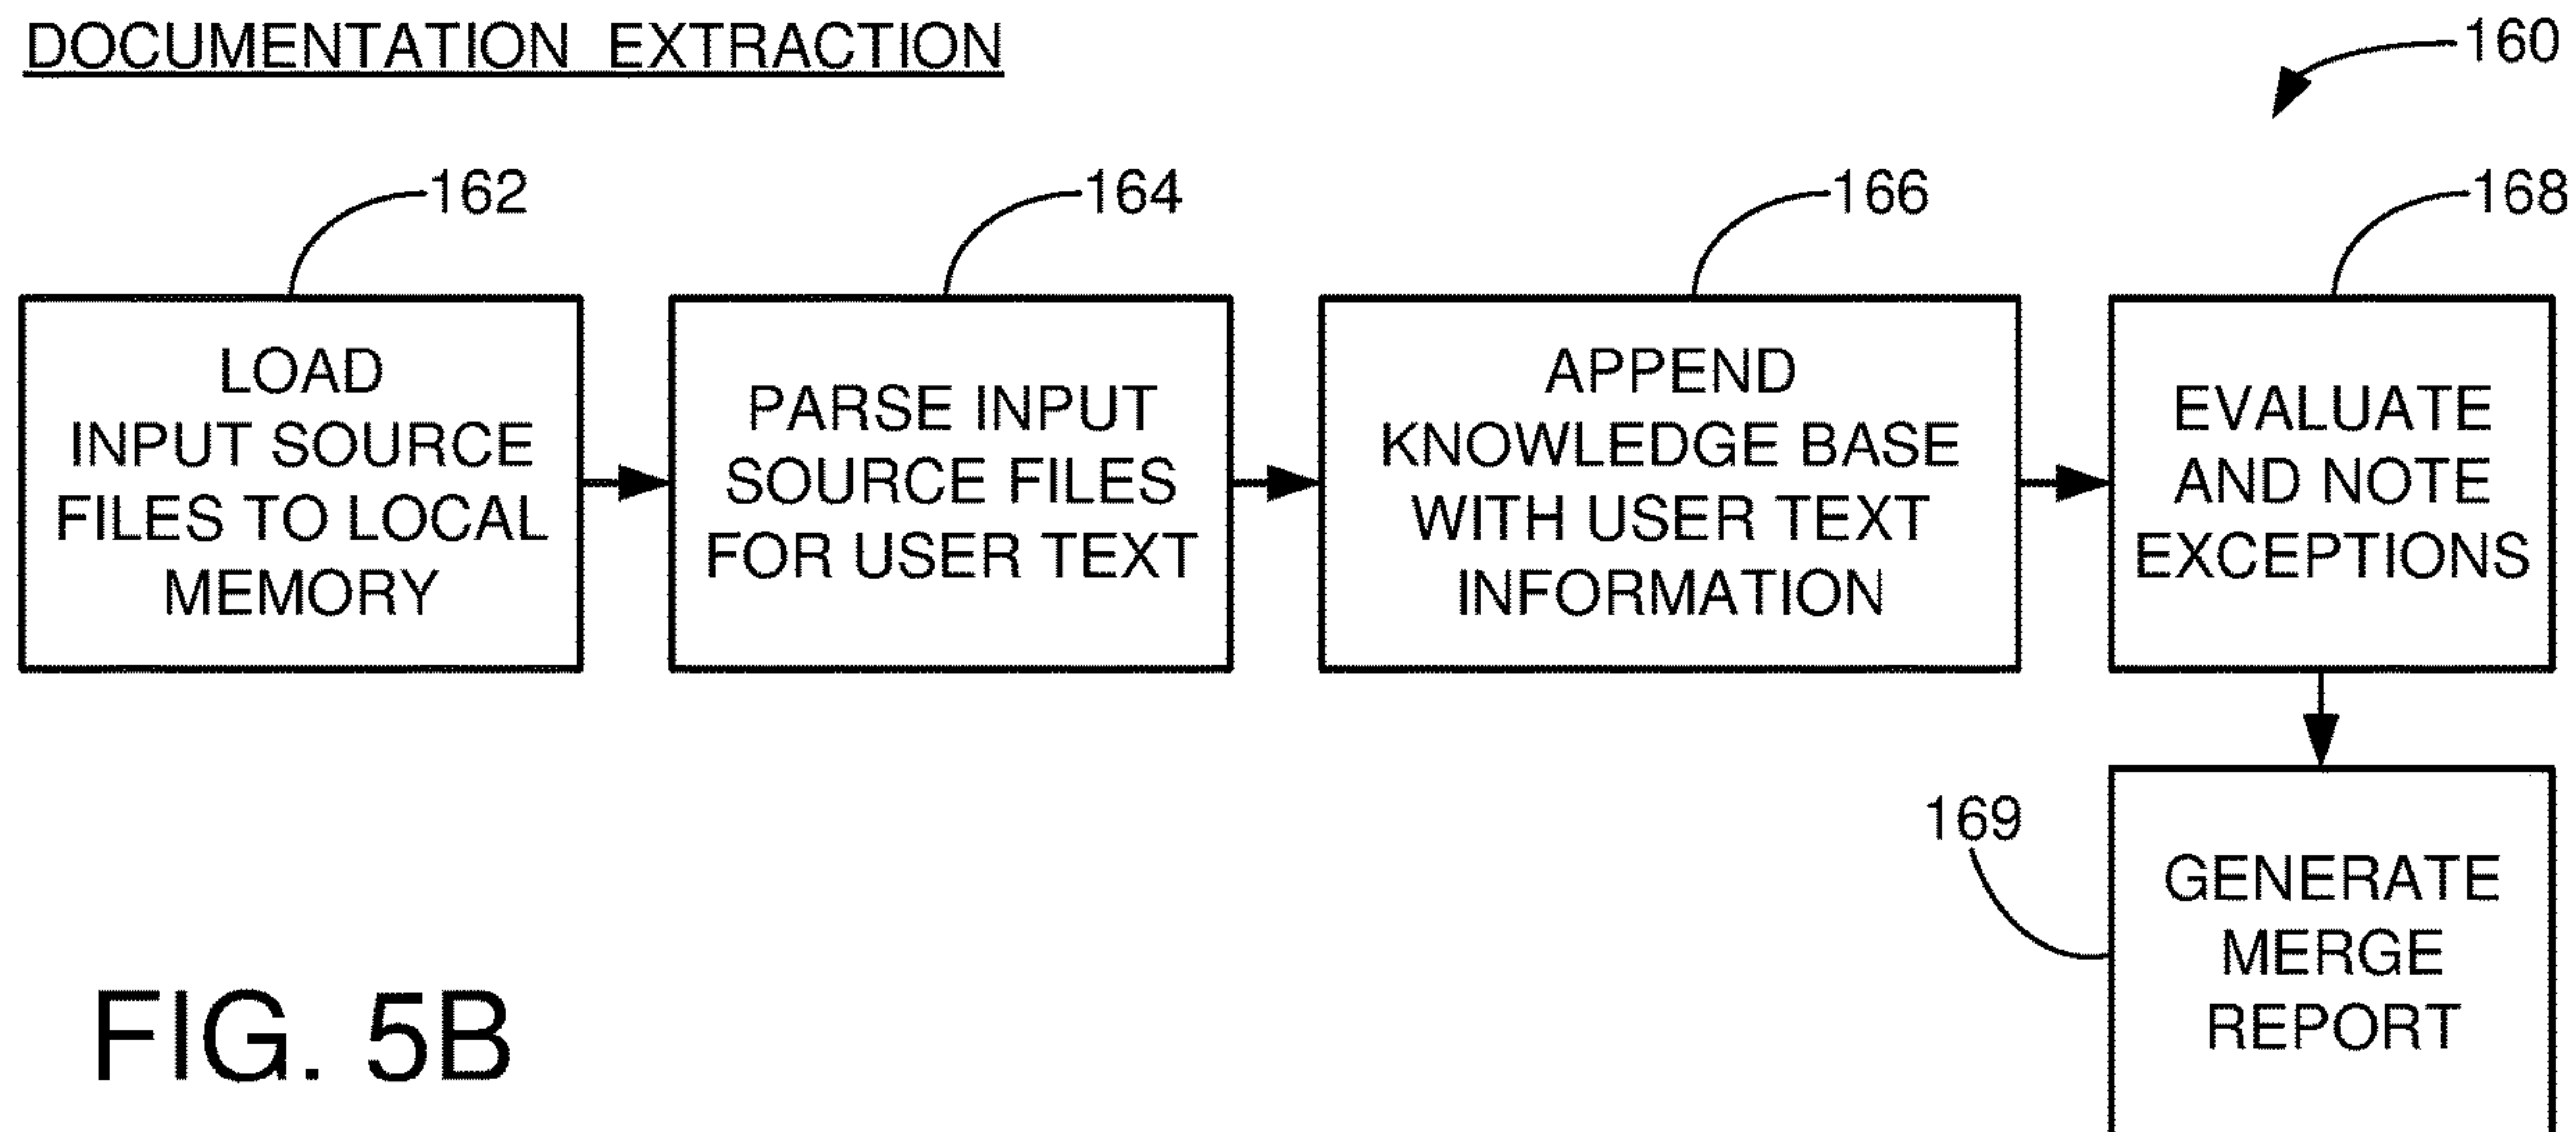 DOCUMENTATION EXTRACTION
160
162
164
166
168
LOAD
INPUT SOURCE
FILES TO LOCAL
MEMORY
PARSE INPUT
SOURCE FILES
FOR USER TEXT
APPEND
KNOWLEDGE BASE
WITH USER TEXT
INFORMATION
EVALUATE
AND NOTE
EXCEPTIONS
169
GENERATE
MERGE
REPORT
FIG. 5B